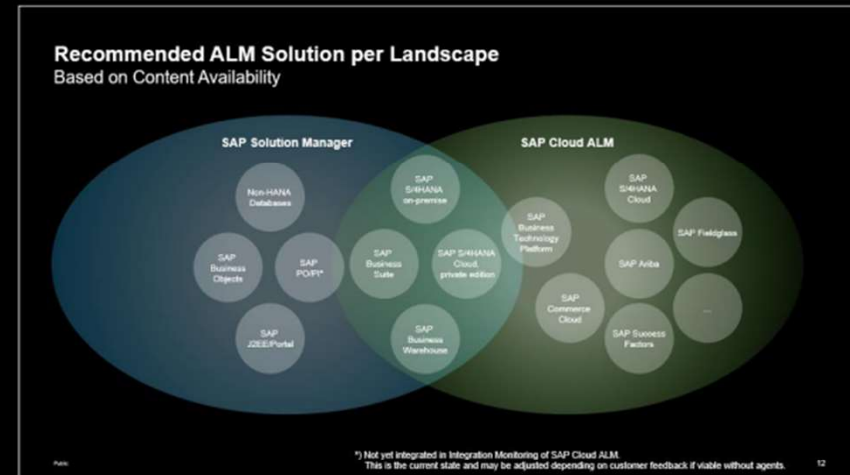 Recommended ALM Solution per Landscape
Based on Content Availability
SAP Solution Manager
SAP Cloud ALM
Non-HANA
Databases
SAP
Business
Objects
SAP
PO/PI*
SAP
J2EE/Portal
SAP
S/4HANA
on-premise
SAP
Business
Suite
SAP S/4HANA
Cloud,
private edition
SAP
Business
Warehouse
SAP
Business
Technology
Platform
SAP
Commerce
Cloud
SAP
S/4HANA
Cloud
SAP Fieldglass
SAP Ariba
...
SAP Success
Factors
Public
*) Not yet integrated in Integration Monitoring of SAP Cloud ALM.
This is the current state and may be adjusted depending on customer feedback if viable without agents.
12